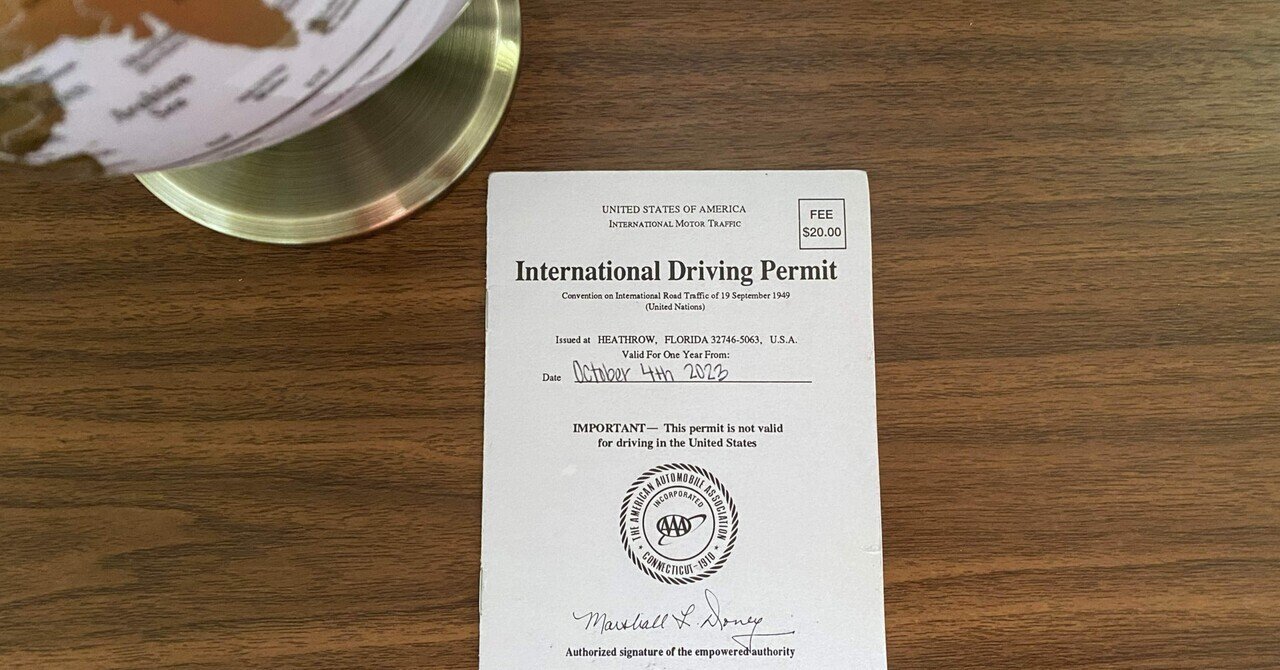 Arabian
Sea
UNITED STATES OF AMERICA
INTERNATIONAL MOTOR TRAFFIC
FEE
$20.00
International Driving Permit
Convention on International Road Traffic of 19 September 1949
(United Nations)
Issued at HEATHROW, FLORIDA 32746-5063, U.S.A.
Valid For One Year From:
Date October 4th 2023
IMPORTANT— This permit is not valid
for driving in the United States
THE AMERICAN AUTOMOBILE ASSOCIATION
INCORPORATED
AAA
CONNECTICUT-1910
Marshall L. Doney
Authorized signature of the empowered authority